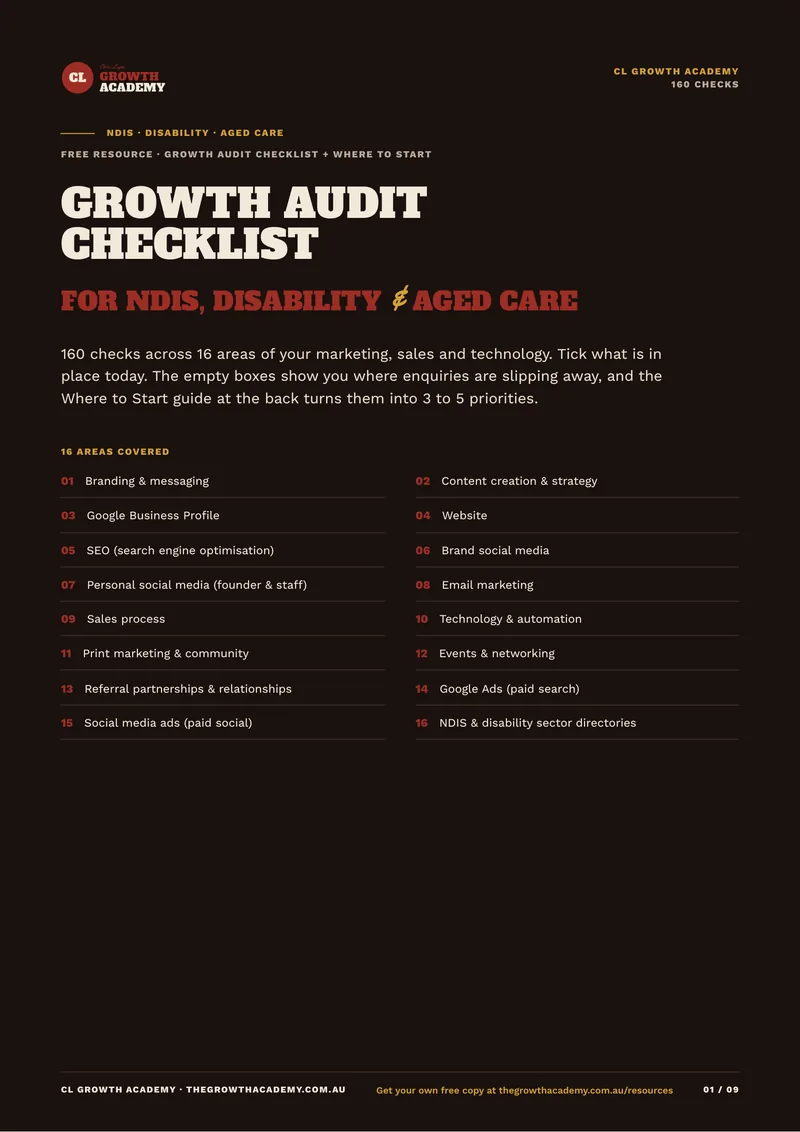 CL
Chris Lyne
GROWTH
ACADEMY
CL GROWTH ACADEMY
160 CHECKS
NDIS · DISABILITY · AGED CARE
FREE RESOURCE · GROWTH AUDIT CHECKLIST + WHERE TO START
GROWTH AUDIT
CHECKLIST
FOR NDIS, DISABILITY & AGED CARE
160 checks across 16 areas of your marketing, sales and technology. Tick what is in
place today. The empty boxes show you where enquiries are slipping away, and the
Where to Start guide at the back turns them into 3 to 5 priorities.
16 AREAS COVERED
01 Branding & messaging
02 Content creation & strategy
03 Google Business Profile
04 Website
05 SEO (search engine optimisation)
06 Brand social media
07 Personal social media (founder & staff)
08 Email marketing
09 Sales process
10 Technology & automation
11 Print marketing & community
12 Events & networking
13 Referral partnerships & relationships
14 Google Ads (paid search)
15 Social media ads (paid social)
16 NDIS & disability sector directories
CL GROWTH ACADEMY · THEGROWTHACADEMY.COM.AU
Get your own free copy at thegrowthacademy.com.au/resources
01 / 09